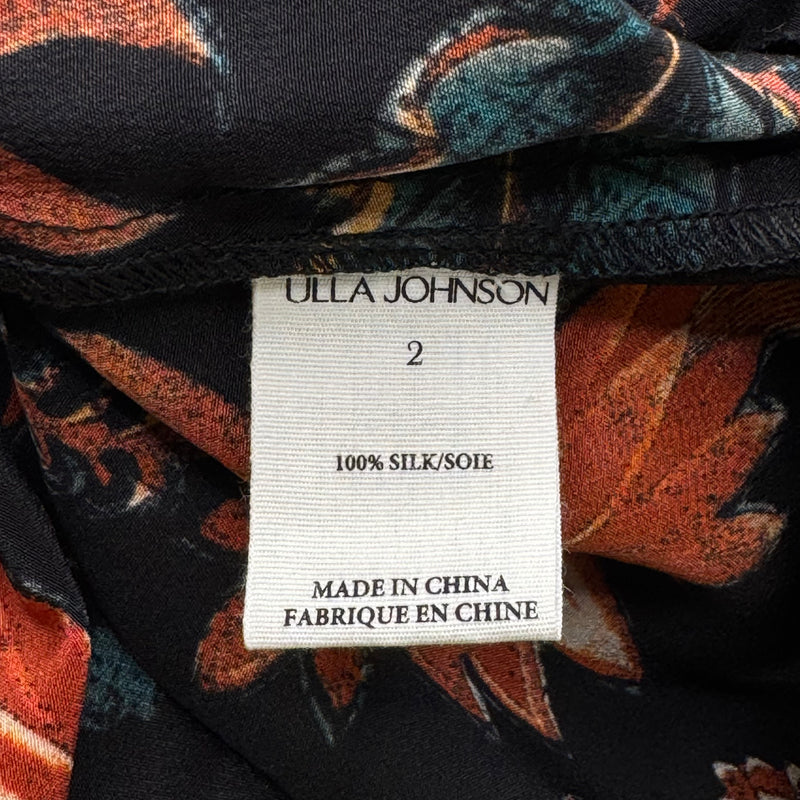 ULLA JOHNSON
2
100% SILK/SOIE
MADE IN CHINA
FABRIQUE EN CHINE